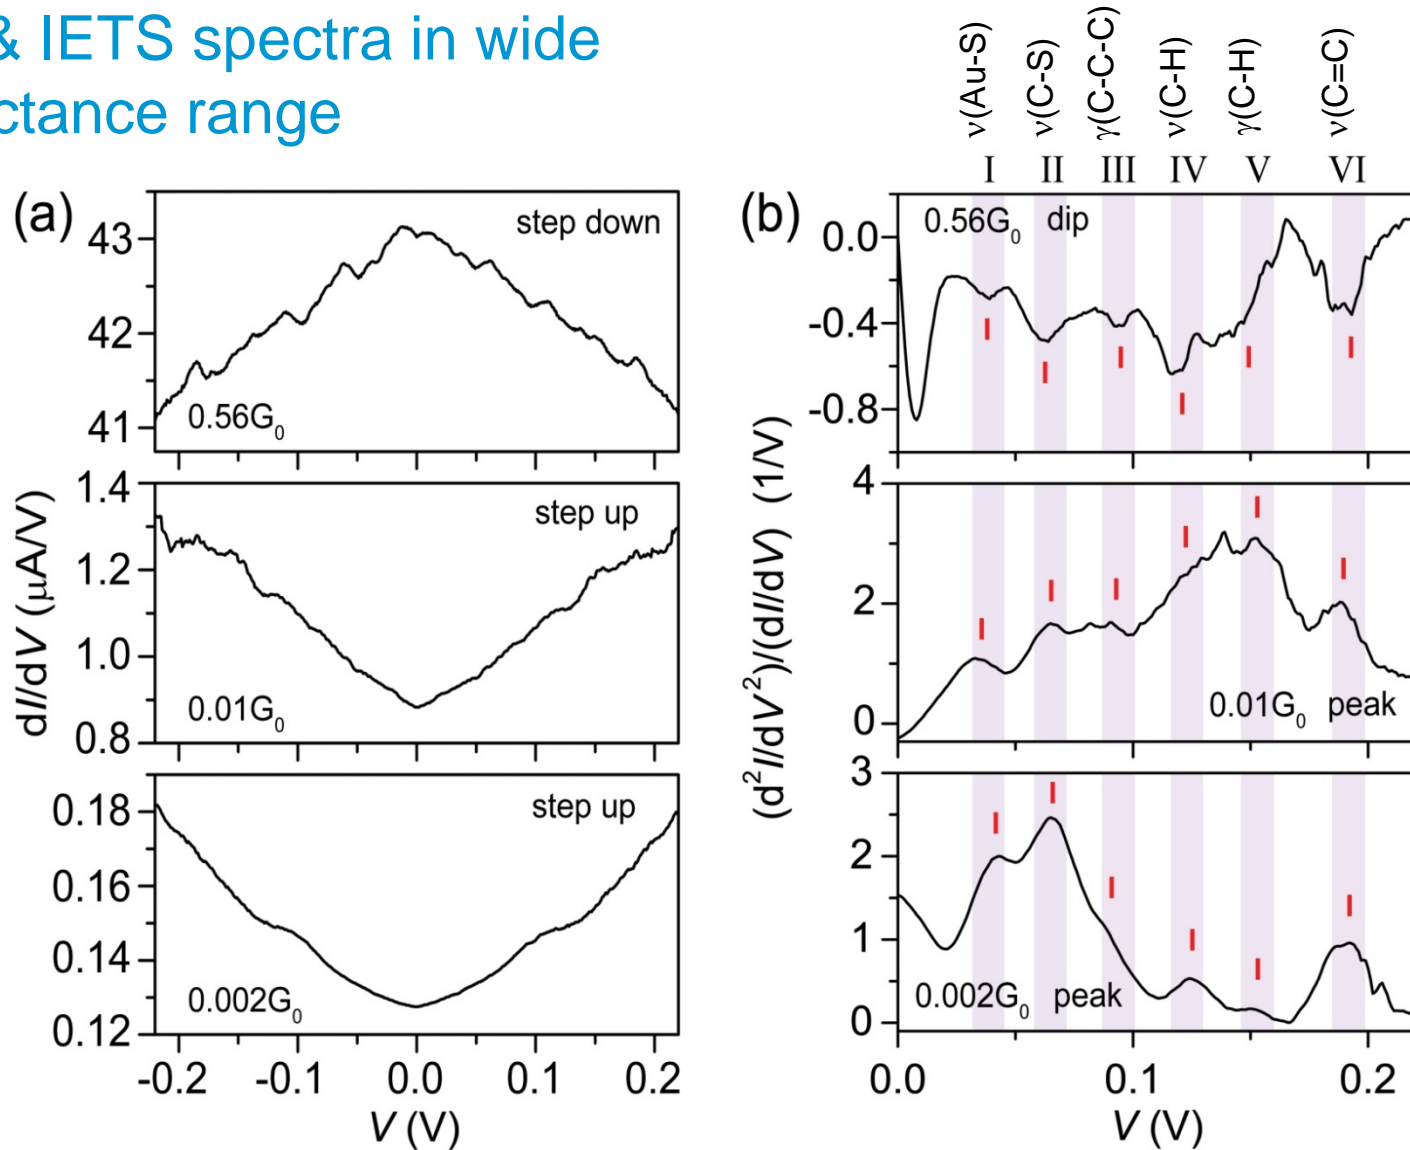 & IETS spectra in wide
ctance range
ν(Au-S)
ν(C-S)
γ(C-C-C)
ν(C-H)
γ(C-H)
ν(C=C)
I II III IV V VI
(a)
step down
43
42
41
0.56G₀
step up
1.4
1.2
1.0
0.8
0.01G₀
step up
0.18
0.16
0.14
0.12
0.002G₀
-0.2 -0.1 0.0 0.1 0.2
V (V)
dI/dV (μA/V)
(b)
0.56G₀ dip
0.0
-0.4
-0.8
4
2
0
0.01G₀ peak
3
2
1
0
0.002G₀ peak
0.0 0.1 0.2
V (V)
(d²I/dV²)/(dI/dV) (1/V)